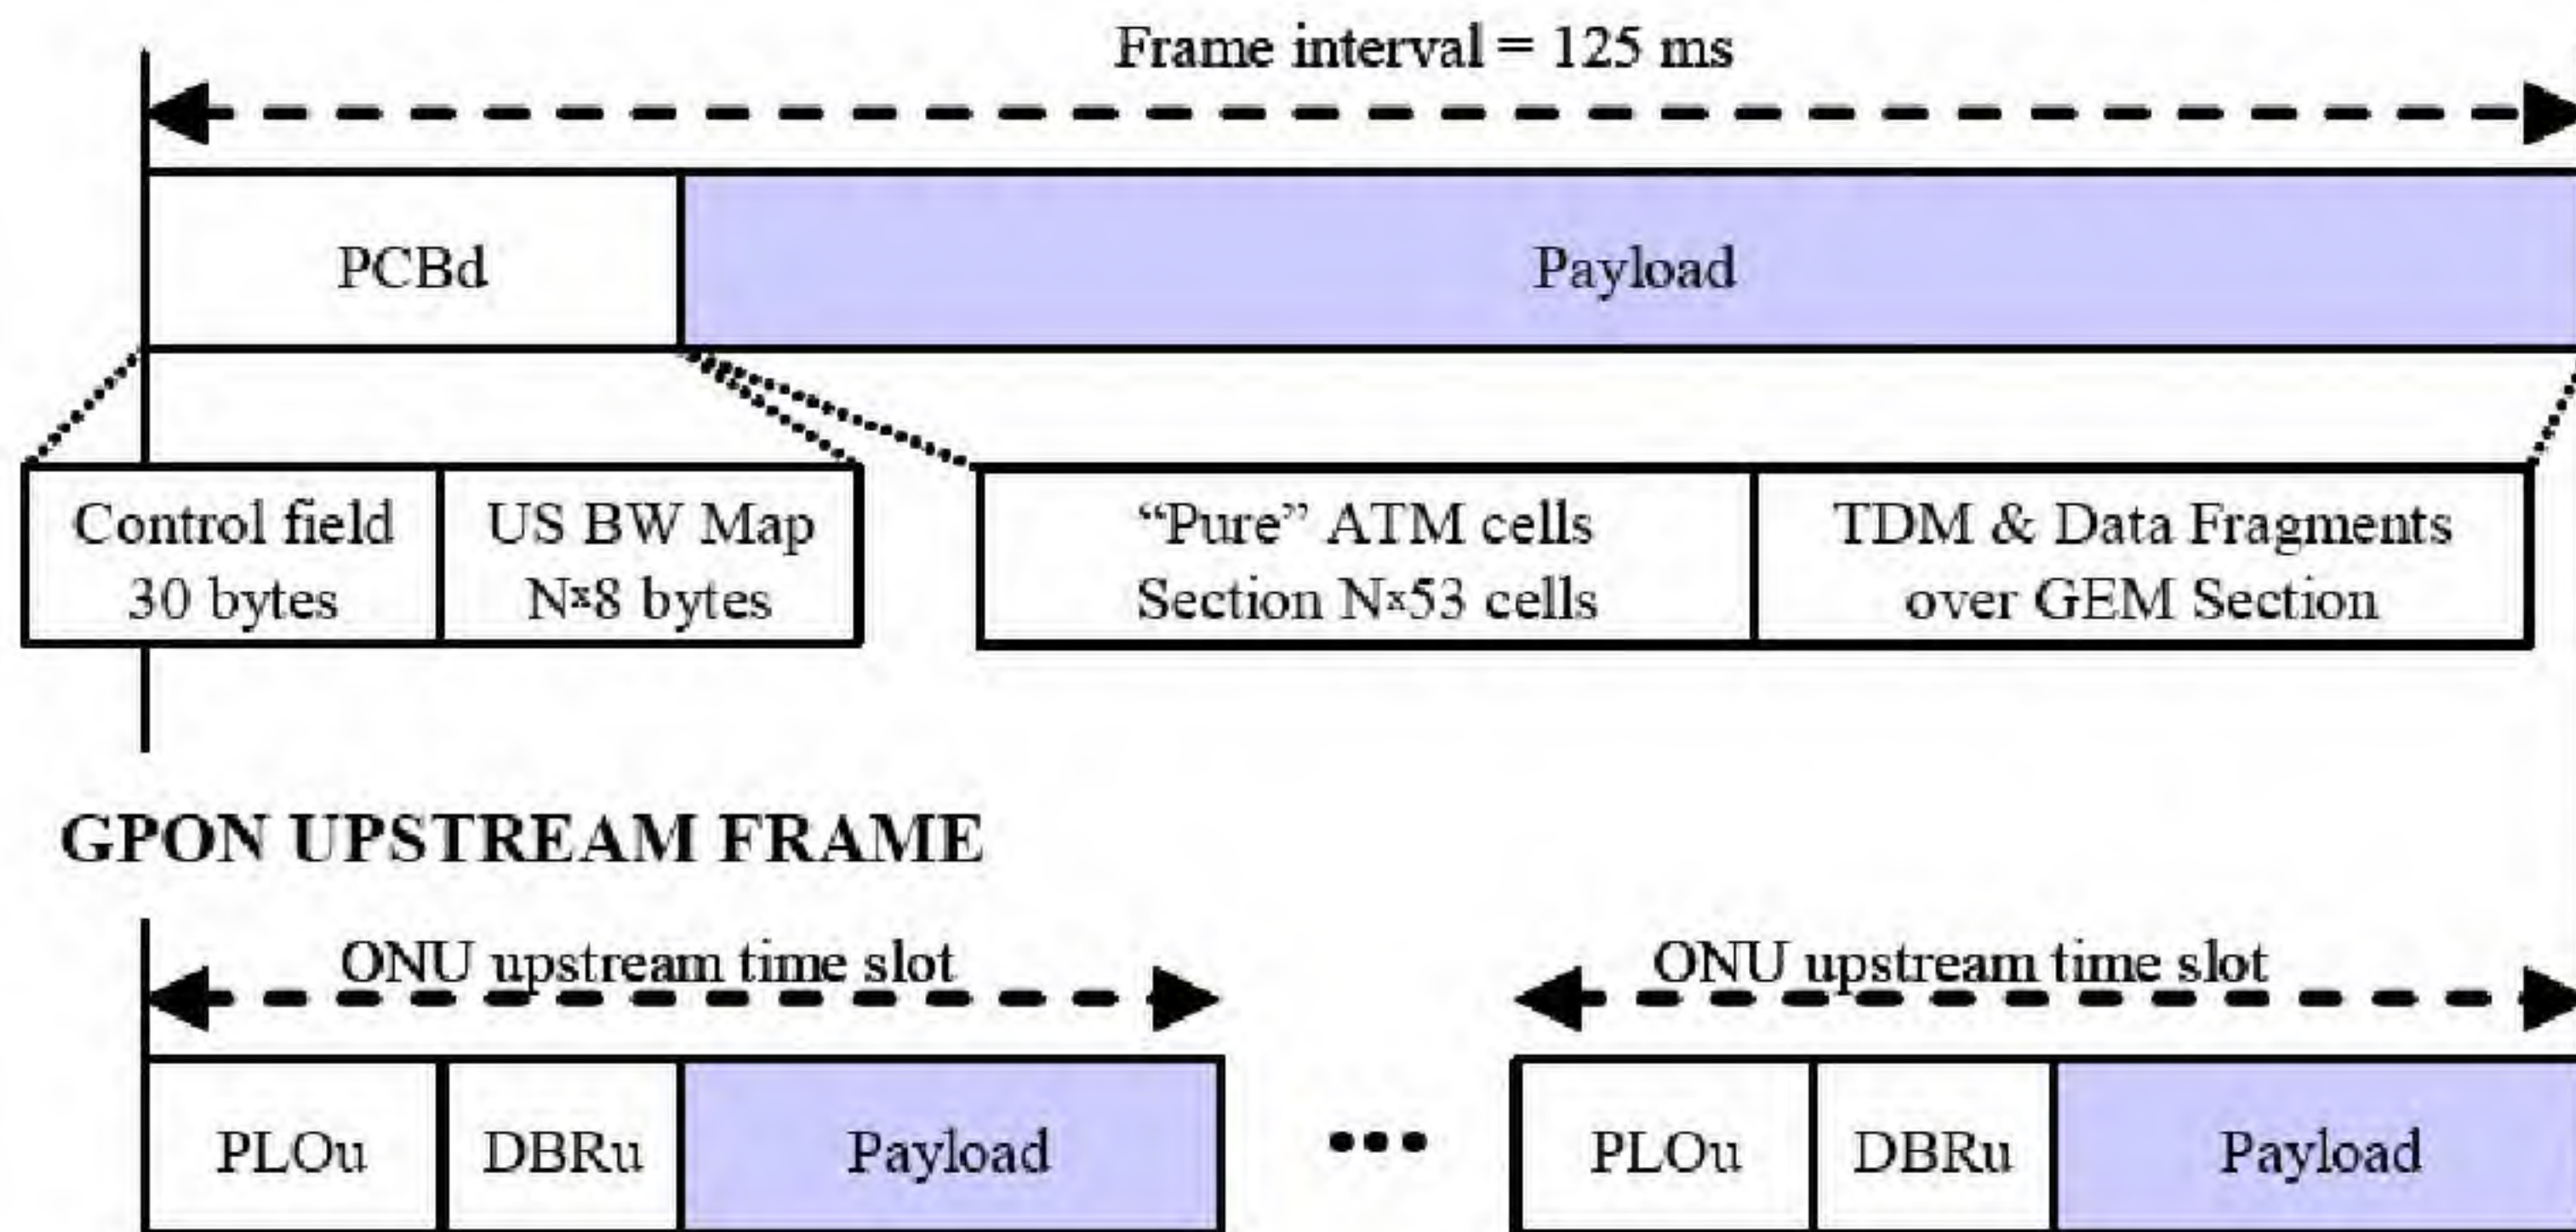 Frame interval = 125 ms
PCBd
Payload
Control field
30 bytes
US BW Map
Nx8 bytes
“Pure” ATM cells
Section Nx53 cells
TDM & Data Fragments
over GEM Section
GPON UPSTREAM FRAME
ONU upstream time slot
ONU upstream time slot
PLOu
DBRu
Payload
•••
PLOu
DBRu
Payload